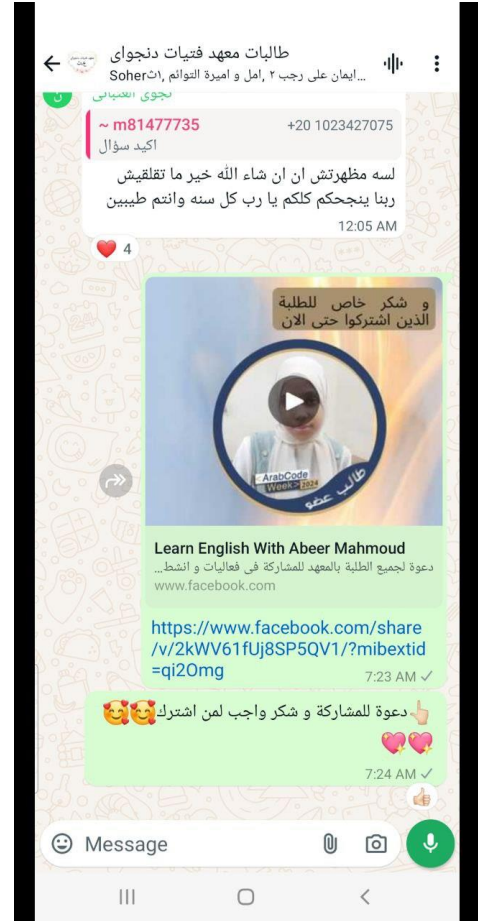 طالبات معهد فتيات دنجواى
ايمان على رجب ٢ ,امل و اميرة التوائم ,١ثSoher...
نجوى العتبانى
~ m81477735 +20 1023427075
اكيد سؤال
لسه مظهرتش ان ان شاء الله خير ما تقلقيش
ربنا ينجحكم كلكم يا رب كل سنه وانتم طيبين
12:05 AM
❤️ 4
و شكر خاص للطلبة
الذين اشتركوا حتى الان
ArabCode
Week 2024
طالب عضو
Learn English With Abeer Mahmoud
دعوة لجميع الطلبة بالمعهد للمشاركة فى فعاليات و انشط...
www.facebook.com
https://www.facebook.com/share
/v/2kWV61fUj8SP5QV1/?mibextid
=qi2Omg
7:23 AM
👆🏻دعوة للمشاركة و شكر واجب لمن اشترك🥰🥰
💖💖
7:24 AM
👍🏻
Message